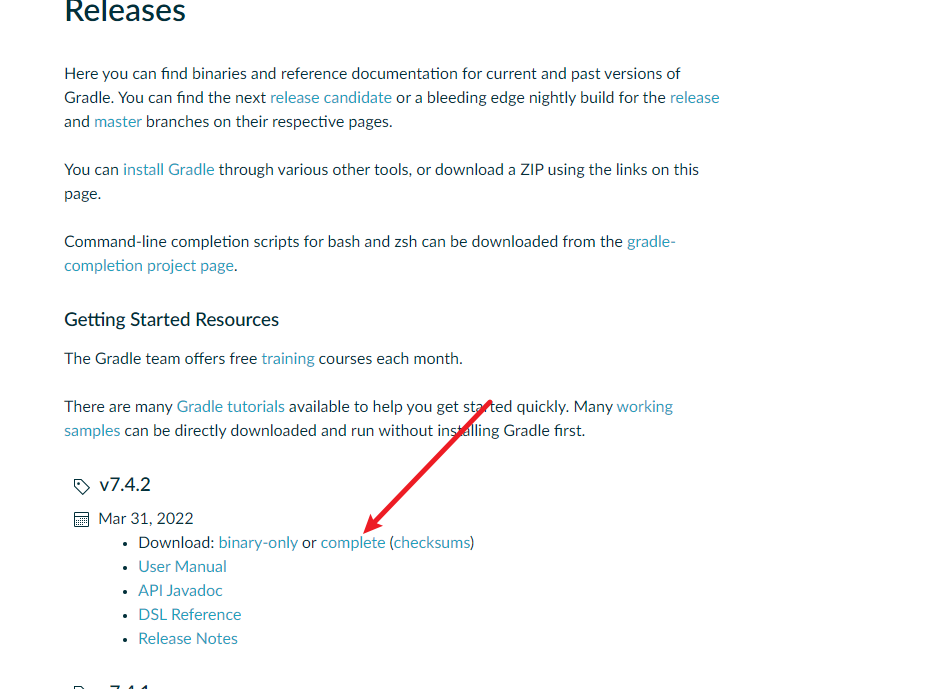 Releases
Here you can find binaries and reference documentation for current and past versions of
Gradle. You can find the next release candidate or a bleeding edge nightly build for the release
and master branches on their respective pages.
You can install Gradle through various other tools, or download a ZIP using the links on this
page.
Command-line completion scripts for bash and zsh can be downloaded from the gradle-
completion project page.
Getting Started Resources
The Gradle team offers free training courses each month.
There are many Gradle tutorials available to help you get started quickly. Many working
samples can be directly downloaded and run without installing Gradle first.
v7.4.2
Mar 31, 2022
• Download: binary-only or complete (checksums)
• User Manual
• API Javadoc
• DSL Reference
• Release Notes
v7.4.1